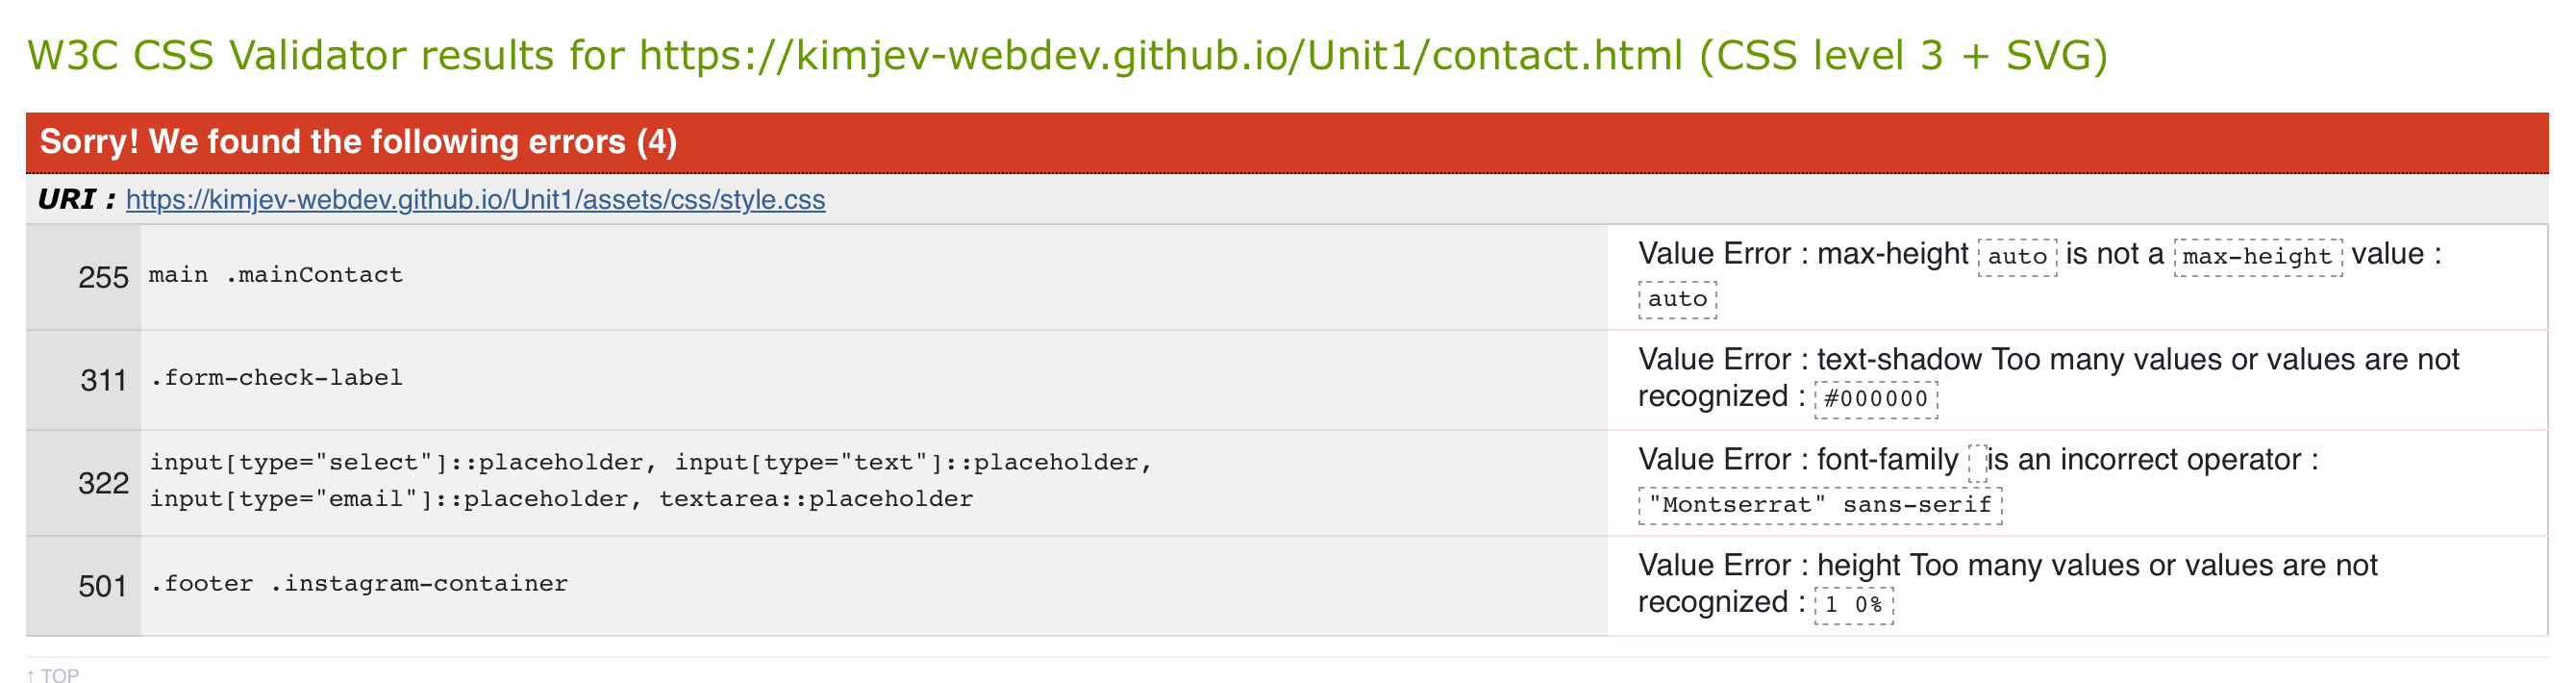 W3C CSS Validator results for https://kimjev-webdev.github.io/Unit1/contact.html (CSS level 3 + SVG)
Sorry! We found the following errors (4)
URI : https://kimjev-webdev.github.io/Unit1/assets/css/style.css
255 main .mainContact Value Error : max-height auto is not a max-height value :
auto
311 .form-check-label Value Error : text-shadow Too many values or values are not
recognized : #000000
322 input[type="select"]::placeholder, input[type="text"]::placeholder,
input[type="email"]::placeholder, textarea::placeholder
Value Error : font-family is an incorrect operator :
"Montserrat" sans-serif
501 .footer .instagram-container Value Error : height Too many values or values are not
recognized : 1 0%
↑ TOP